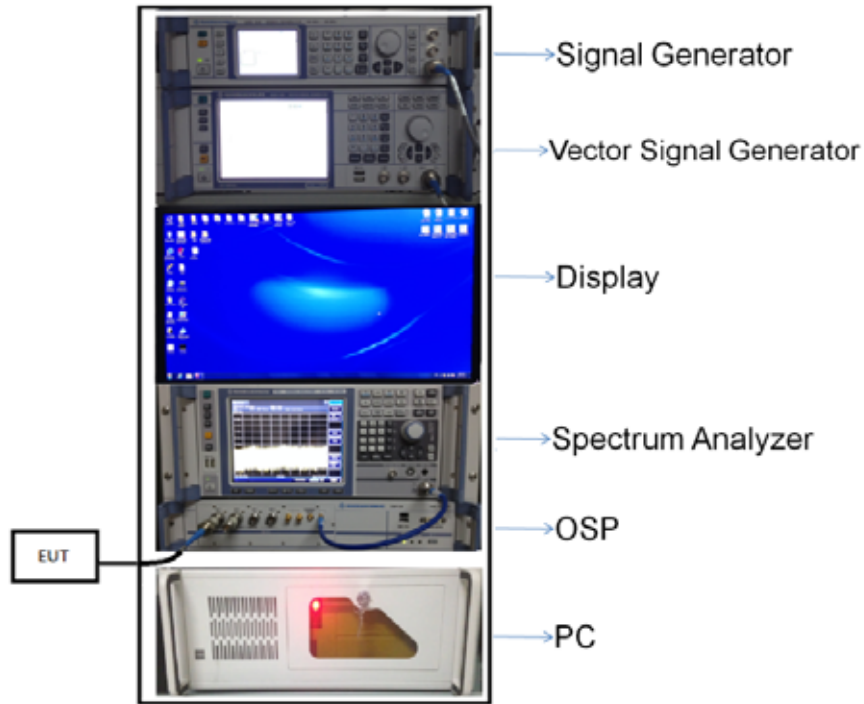 Signal Generator
Vector Signal Generator
Display
Spectrum Analyzer
OSP
EUT
PC